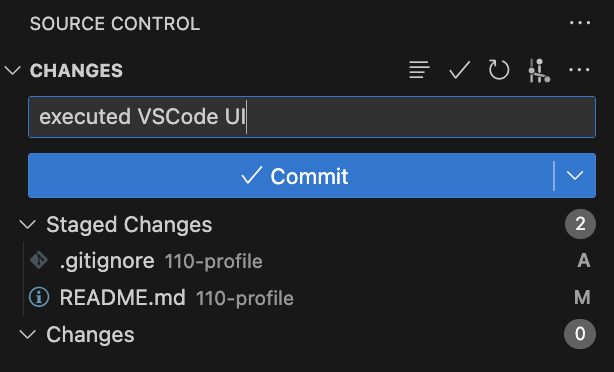 SOURCE CONTROL
CHANGES
executed VSCode UI
Commit
Staged Changes 2
.gitignore 110-profile A
README.md 110-profile M
Changes 0